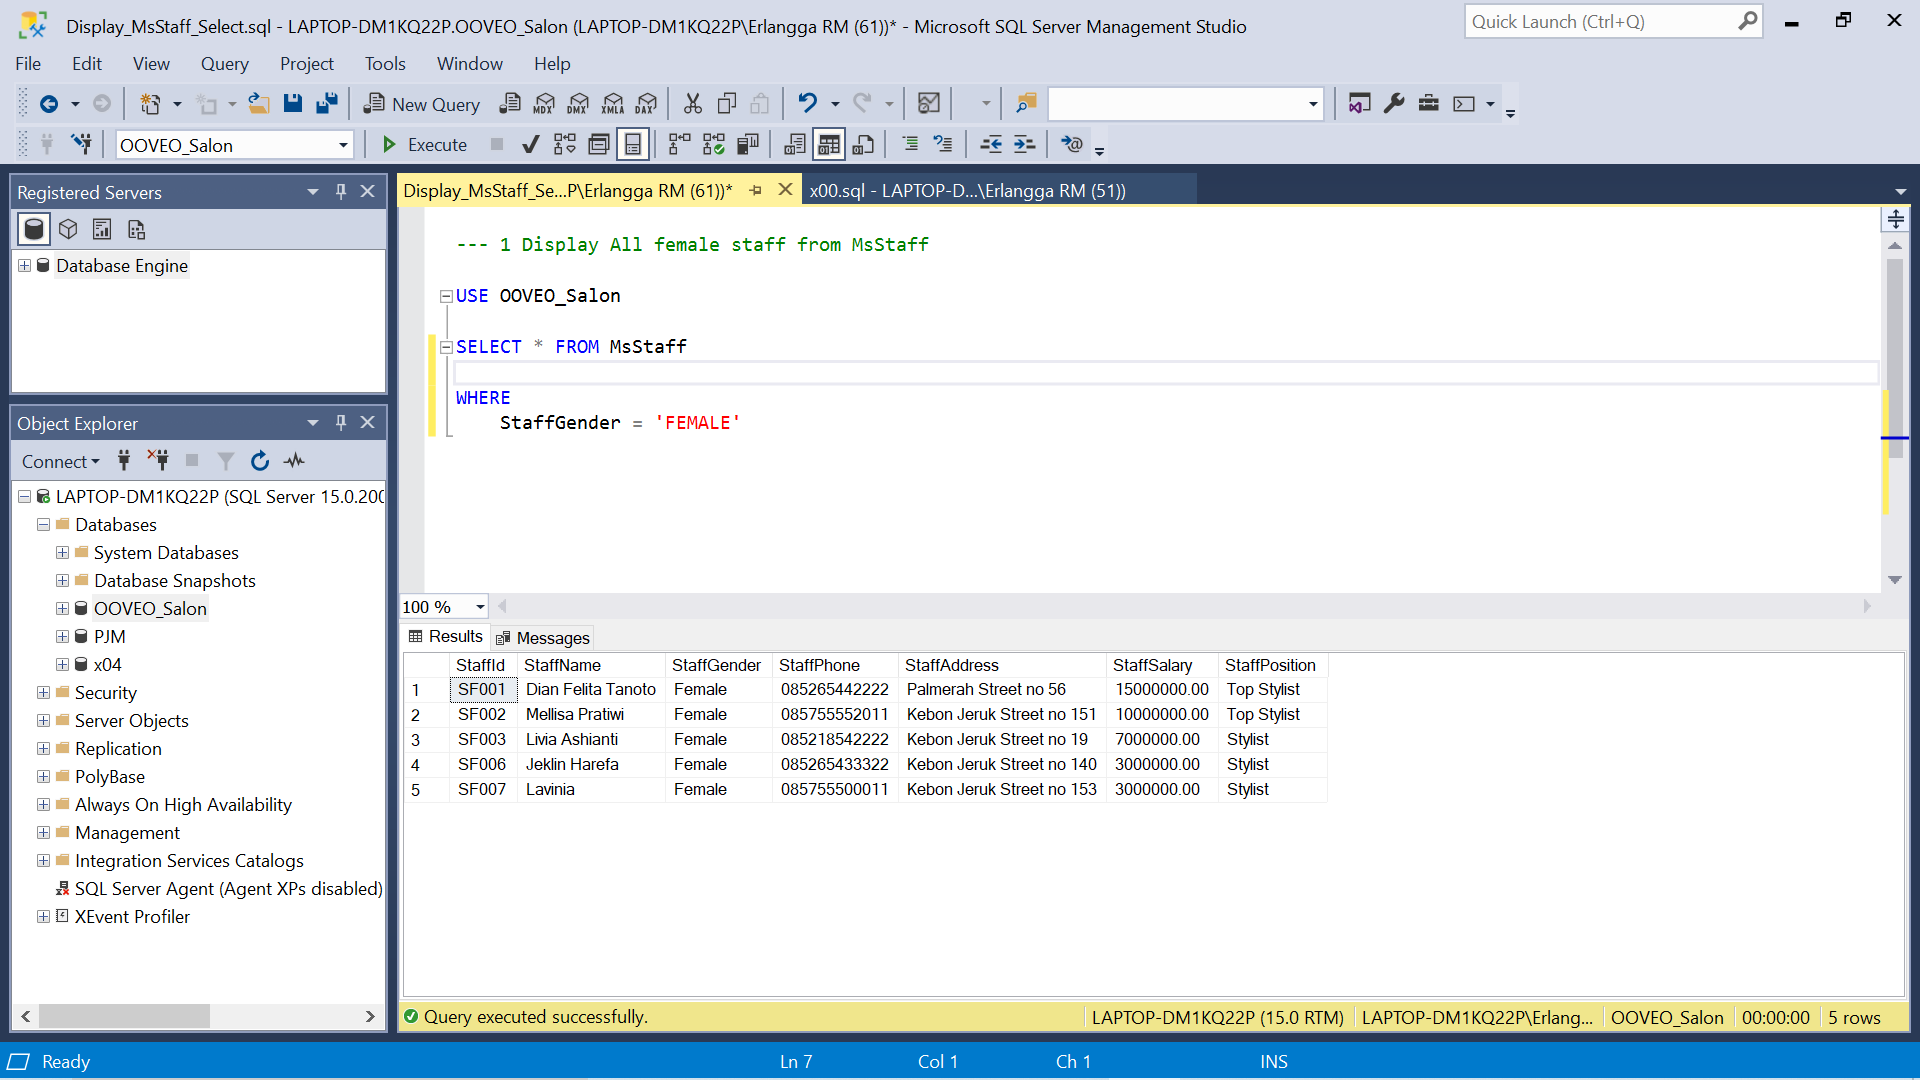 Display_MsStaff_Select.sql - LAPTOP-DM1KQ22P.OOVEO_Salon (LAPTOP-DM1KQ22P\Erlangga RM (61))* - Microsoft SQL Server Management Studio
Quick Launch (Ctrl+Q)
File Edit View Query Project Tools Window Help
New Query MDX DMX XMLA DAX
OOVEO_Salon Execute
Registered Servers
Database Engine
Object Explorer
Connect
LAPTOP-DM1KQ22P (SQL Server 15.0.200
Databases
System Databases
Database Snapshots
OOVEO_Salon
PJM
x04
Security
Server Objects
Replication
PolyBase
Always On High Availability
Management
Integration Services Catalogs
SQL Server Agent (Agent XPs disabled)
XEvent Profiler
Display_MsStaff_Se...P\Erlangga RM (61))* x00.sql - LAPTOP-D...\Erlangga RM (51))
--- 1 Display All female staff from MsStaff
USE OOVEO_Salon
SELECT * FROM MsStaff
WHERE
StaffGender = 'FEMALE'
100 %
Results Messages
StaffId StaffName StaffGender StaffPhone StaffAddress StaffSalary StaffPosition
1 SF001 Dian Felita Tanoto Female 085265442222 Palmerah Street no 56 15000000.00 Top Stylist
2 SF002 Mellisa Pratiwi Female 085755552011 Kebon Jeruk Street no 151 10000000.00 Top Stylist
3 SF003 Livia Ashianti Female 085218542222 Kebon Jeruk Street no 19 7000000.00 Stylist
4 SF006 Jeklin Harefa Female 085265433322 Kebon Jeruk Street no 140 3000000.00 Stylist
5 SF007 Lavinia Female 085755500011 Kebon Jeruk Street no 153 3000000.00 Stylist
Query executed successfully. LAPTOP-DM1KQ22P (15.0 RTM) LAPTOP-DM1KQ22P\Erlang... OOVEO_Salon 00:00:00 5 rows
Ready Ln 7 Col 1 Ch 1 INS